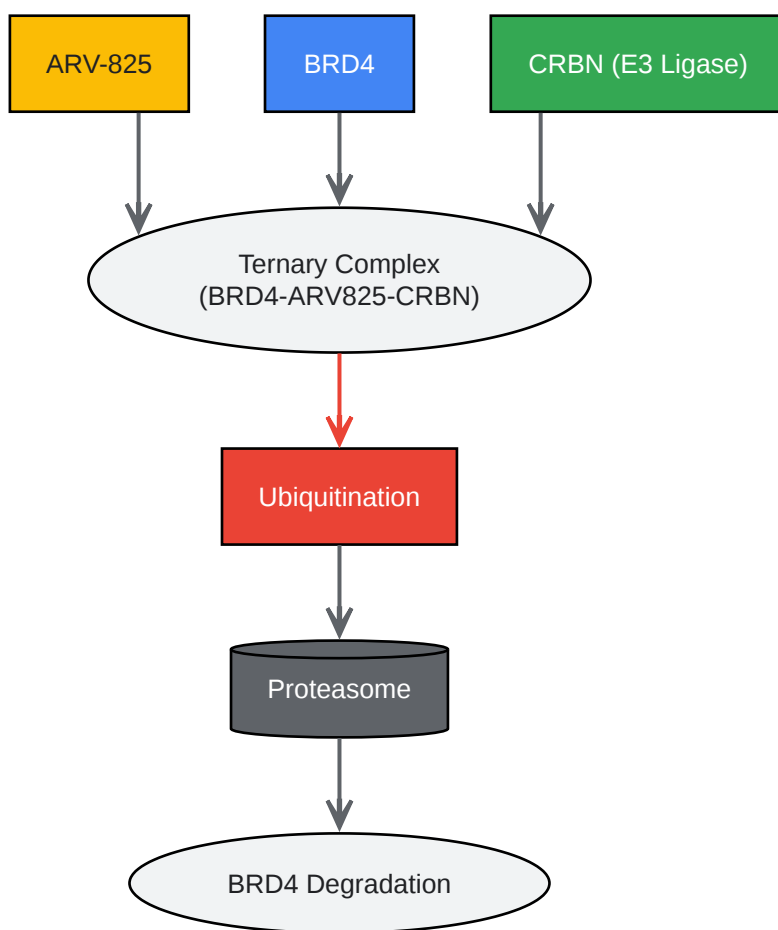 ARV-825
BRD4
CRBN (E3 Ligase)
Ternary Complex
(BRD4-ARV825-CRBN)
Ubiquitination
Proteasome
BRD4 Degradation